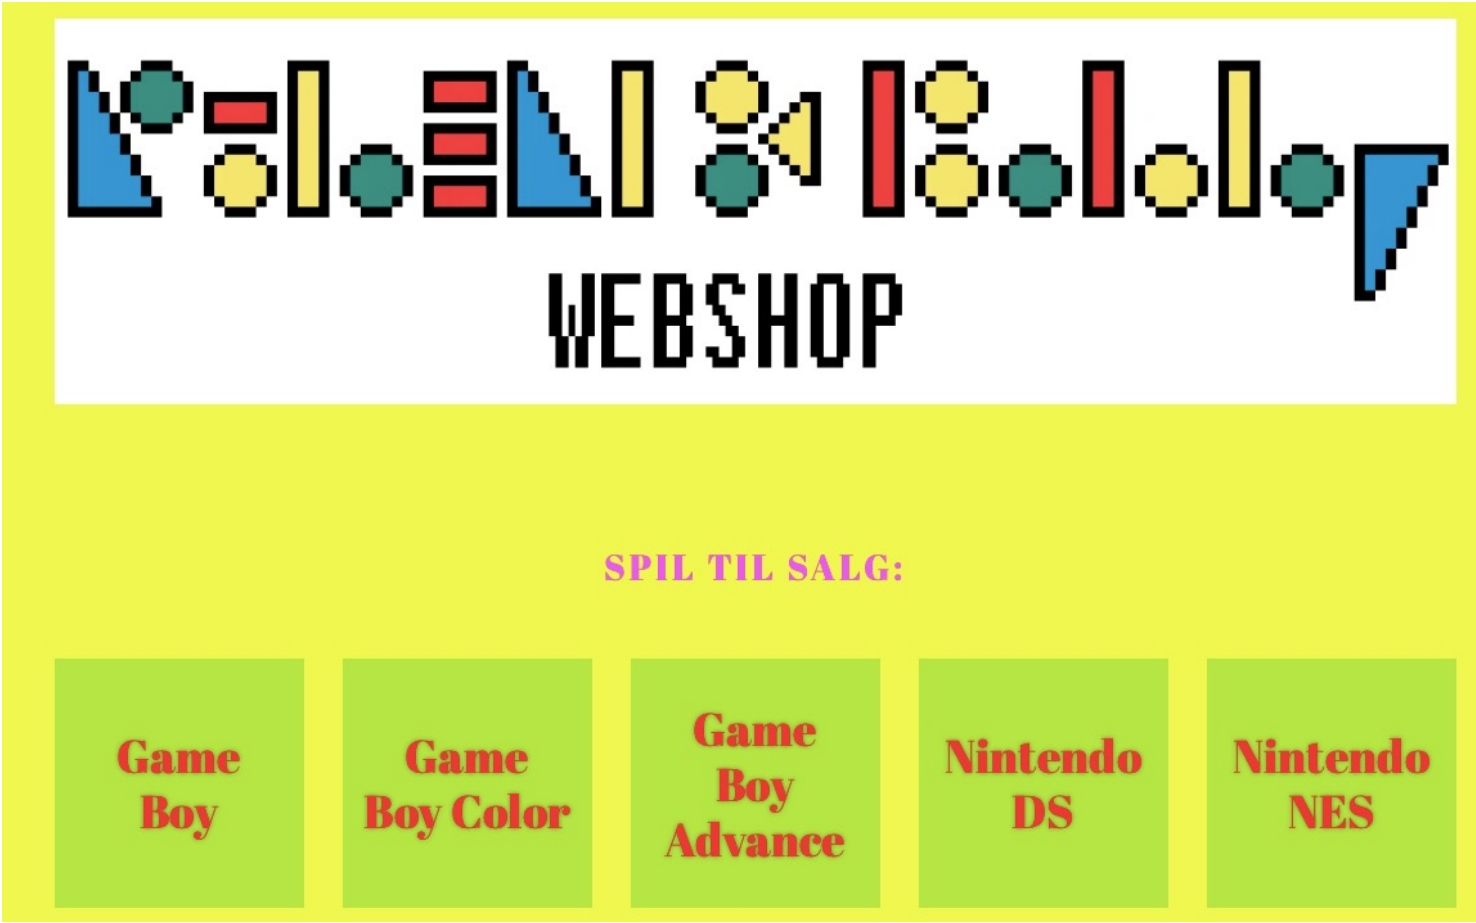 WEBSHOP
SPIL TIL SALG:
Game
Boy
Game
Boy Color
Game
Boy
Advance
Nintendo
DS
Nintendo
NES